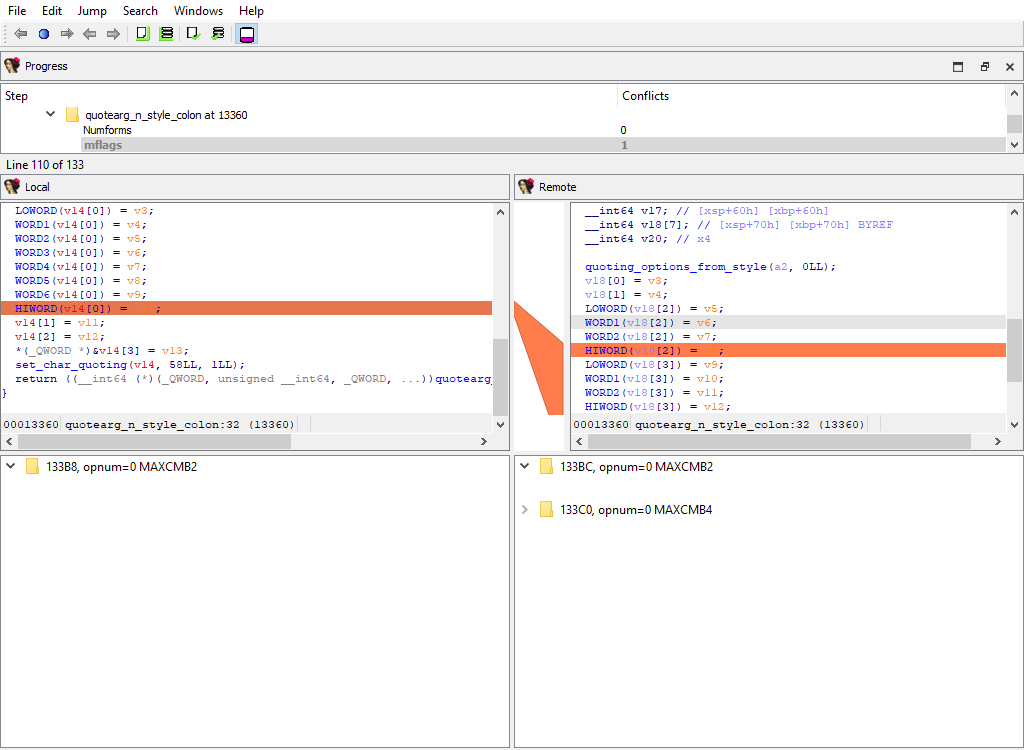 File Edit Jump Search Windows Help
Progress
Step Conflicts
quotearg_n_style_colon at 13360
Numforms 0
mflags 1
Line 110 of 133
Local
LOWORD(v14[0]) = v3;
WORD1(v14[0]) = v4;
WORD2(v14[0]) = v5;
WORD3(v14[0]) = v6;
WORD4(v14[0]) = v7;
WORD5(v14[0]) = v8;
WORD6(v14[0]) = v9;
HIWORD(v14[0]) = ;
v14[1] = v11;
v14[2] = v12;
*(_QWORD *)&v14[3] = v13;
set_char_quoting(v14, 58LL, 1LL);
return ((__int64 (*)(_QWORD, unsigned __int64, _QWORD, ...))quotearg_
}
00013360 quotearg_n_style_colon:32 (13360)
Remote
__int64 v17; // [xsp+60h] [xbp+60h]
__int64 v18[7]; // [xsp+70h] [xbp+70h] BYREF
__int64 v20; // x4
quoting_options_from_style(a2, 0LL);
v18[0] = v3;
v18[1] = v4;
LOWORD(v18[2]) = v5;
WORD1(v18[2]) = v6;
WORD2(v18[2]) = v7;
HIWORD(v18[2]) = ;
LOWORD(v18[3]) = v9;
WORD1(v18[3]) = v10;
WORD2(v18[3]) = v11;
HIWORD(v18[3]) = v12;
00013360 quotearg_n_style_colon:32 (13360)
133B8, opnum=0 MAXCMB2
133BC, opnum=0 MAXCMB2
133C0, opnum=0 MAXCMB4